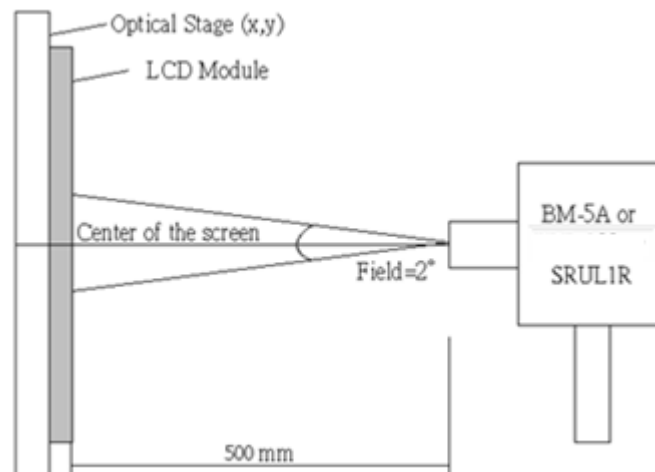 Optical Stage (x,y)
LCD Module
Center of the screen
Field=2°
BM-5A or
SRUL1R
500 mm